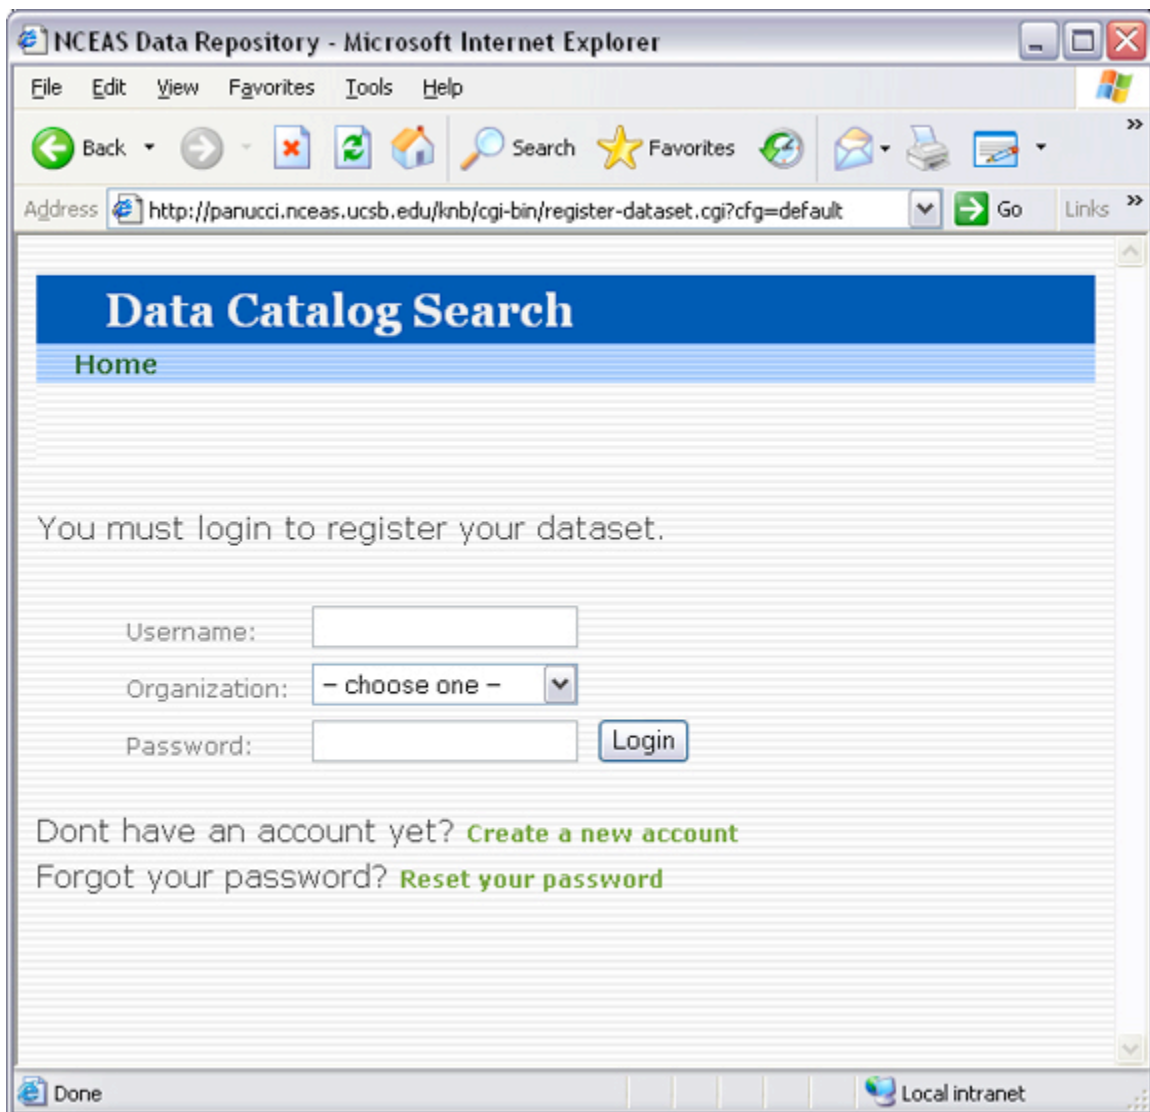 NCEAS Data Repository - Microsoft Internet Explorer
File Edit View Favorites Tools Help
Back Search Favorites »
Address http://panucci.nceas.ucsb.edu/knb/cgi-bin/register-dataset.cgi?cfg=default Go Links »
Data Catalog Search
Home
You must login to register your dataset.
Username:
Organization: – choose one –
Password: Login
Dont have an account yet? Create a new account
Forgot your password? Reset your password
Done Local intranet